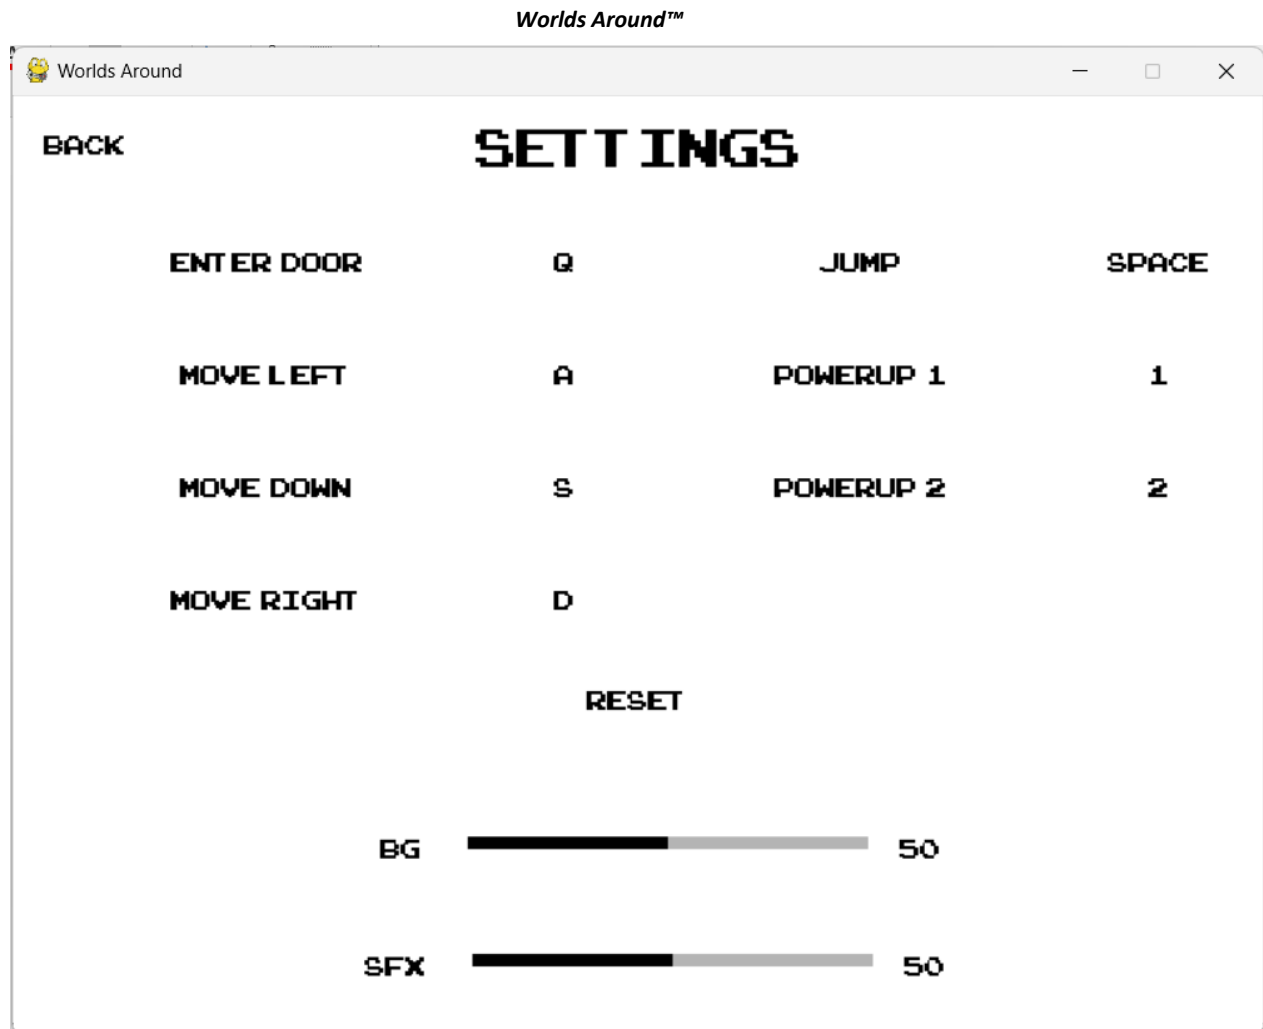 Worlds Around™
Worlds Around
BACK
SETTINGS
ENTER DOOR Q JUMP SPACE
MOVE LEFT A POWERUP 1 1
MOVE DOWN S POWERUP 2 2
MOVE RIGHT D
RESET
BG 50
SFX 50